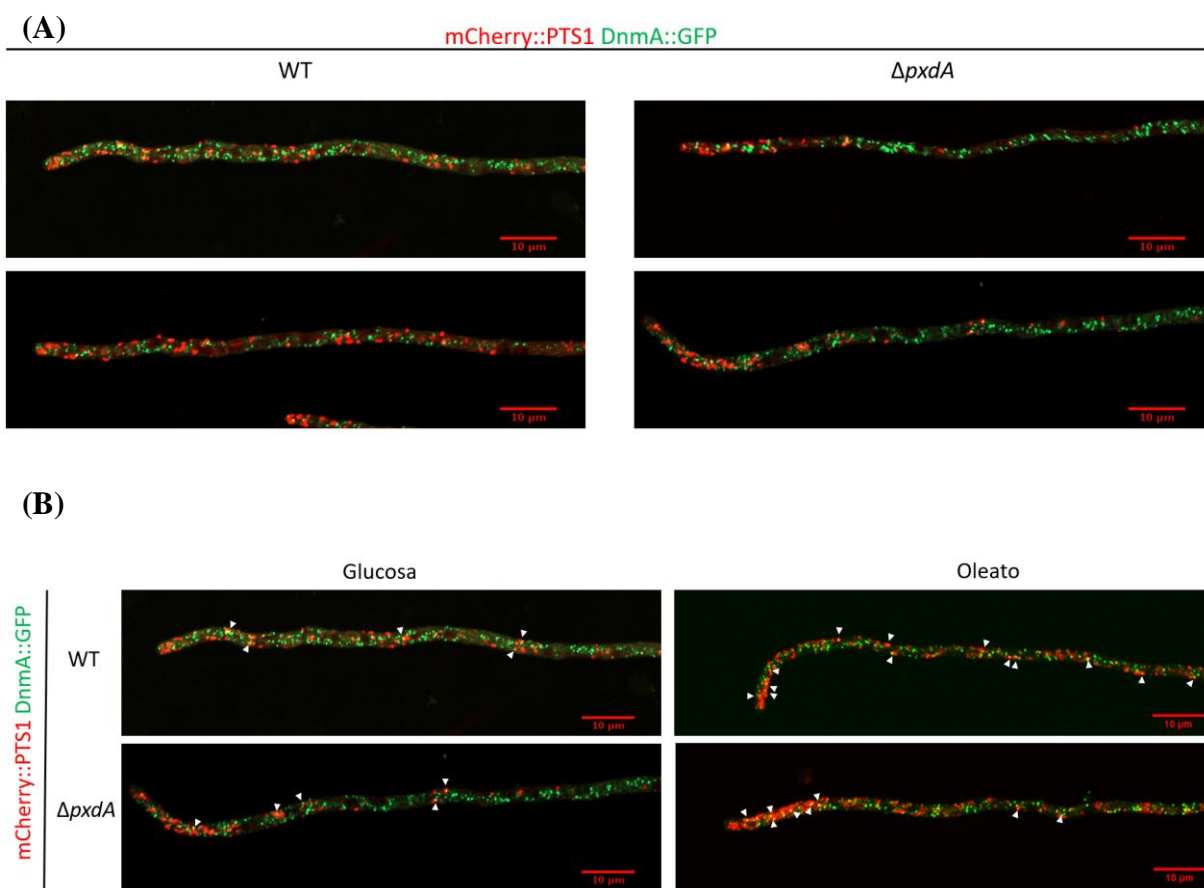 (A)
mCherry::PTS1 DnmA::GFP
WT
ΔpxdA
10 µm
10 µm
10 µm
10 µm
(B)
Glucosa
Oleato
mCherry::PTS1 DnmA::GFP
WT
10 µm
10 µm
ΔpxdA
10 µm
10 µm